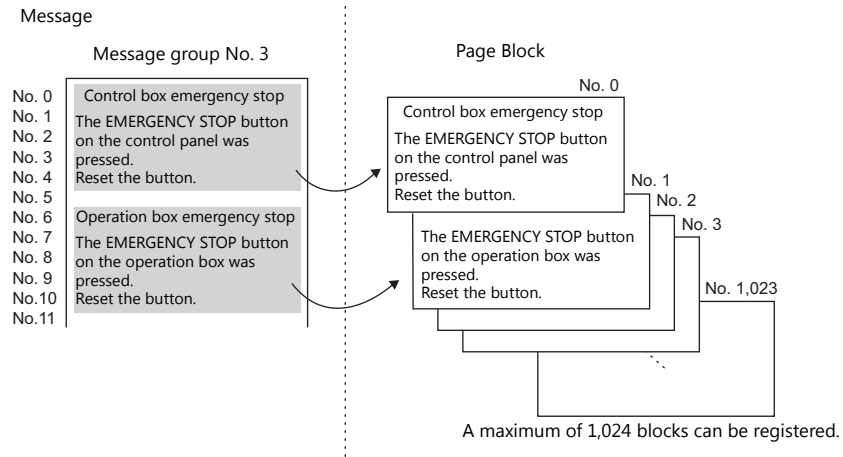 Message
Message group No. 3
No. 0
No. 1
No. 2
No. 3
No. 4
No. 5
No. 6
No. 7
No. 8
No. 9
No.10
No.11
Control box emergency stop
The EMERGENCY STOP button
on the control panel was
pressed.
Reset the button.
Operation box emergency stop
The EMERGENCY STOP button
on the operation box was
pressed.
Reset the button.
Page Block
No. 0
Control box emergency stop
The EMERGENCY STOP button
on the control panel was
pressed.
Reset the button.
No. 1
The EMERGENCY STOP button
on the operation box was
pressed.
Reset the button.
No. 2
No. 3
No. 1,023
A maximum of 1,024 blocks can be registered.